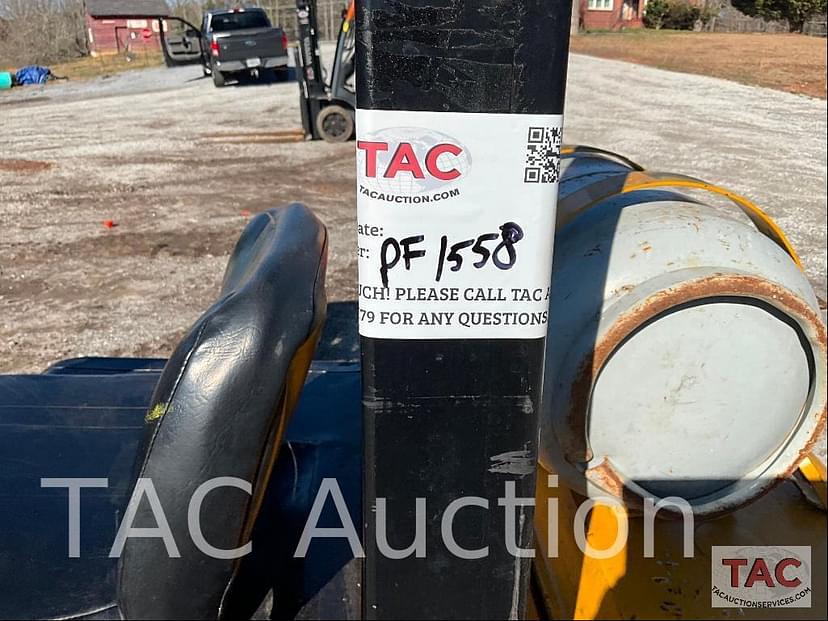 TAC
TACAUCTION.COM
ate:
r: PF 1558
UCH! PLEASE CALL TAC A
79 FOR ANY QUESTIONS
TAC Auction
TAC
TACAUCTIONSERVICES.COM